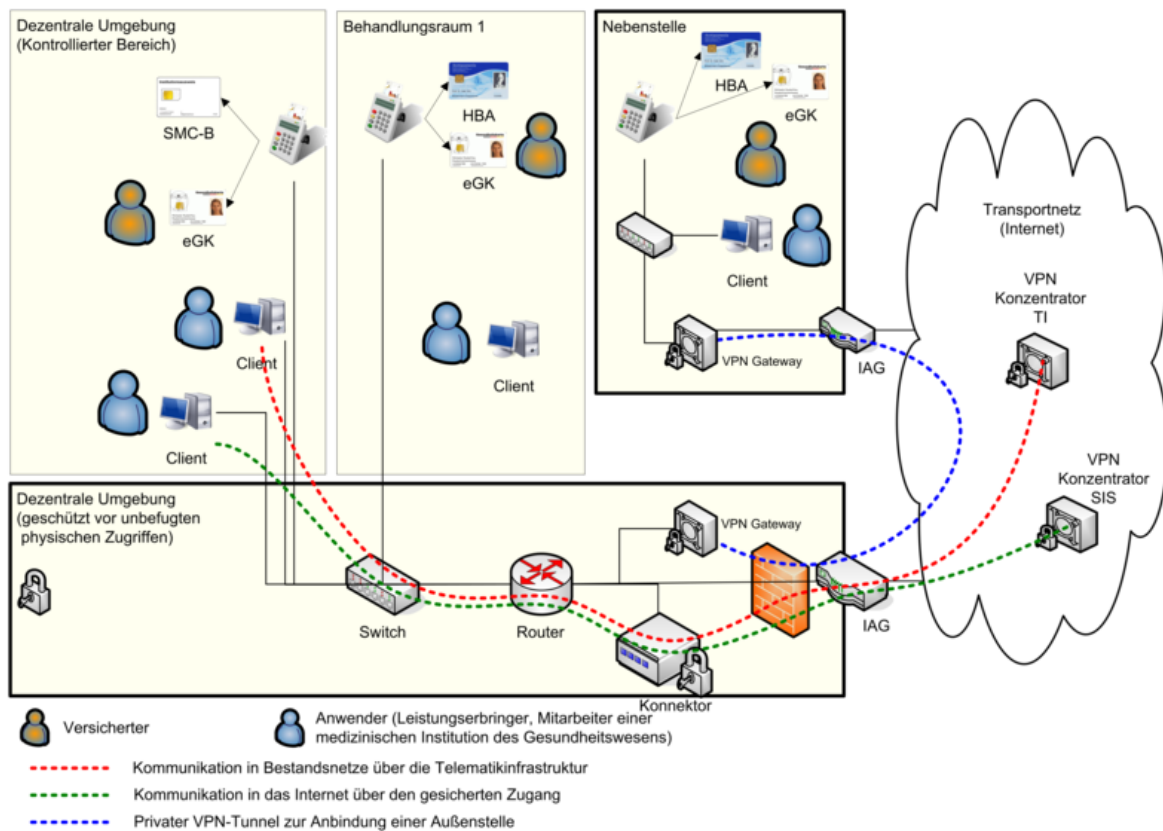 Dezentrale Umgebung
(Kontrollierter Bereich)
SMC-B
eGK
Client
Client
Behandlungsraum 1
HBA
eGK
Client
Nebenstelle
HBA
eGK
Client
VPN Gateway
IAG
Transportnetz
(Internet)
VPN
Konzentrator
TI
VPN
Konzentrator
SIS
Dezentrale Umgebung
(geschützt vor unbefugten
physischen Zugriffen)
VPN Gateway
Switch
Router
Konnektor
IAG
Versicherter
Anwender (Leistungserbringer, Mitarbeiter einer
medizinischen Institution des Gesundheitswesens)
Kommunikation in Bestandsnetze über die Telematikinfrastruktur
Kommunikation in das Internet über den gesicherten Zugang
Privater VPN-Tunnel zur Anbindung einer Außenstelle